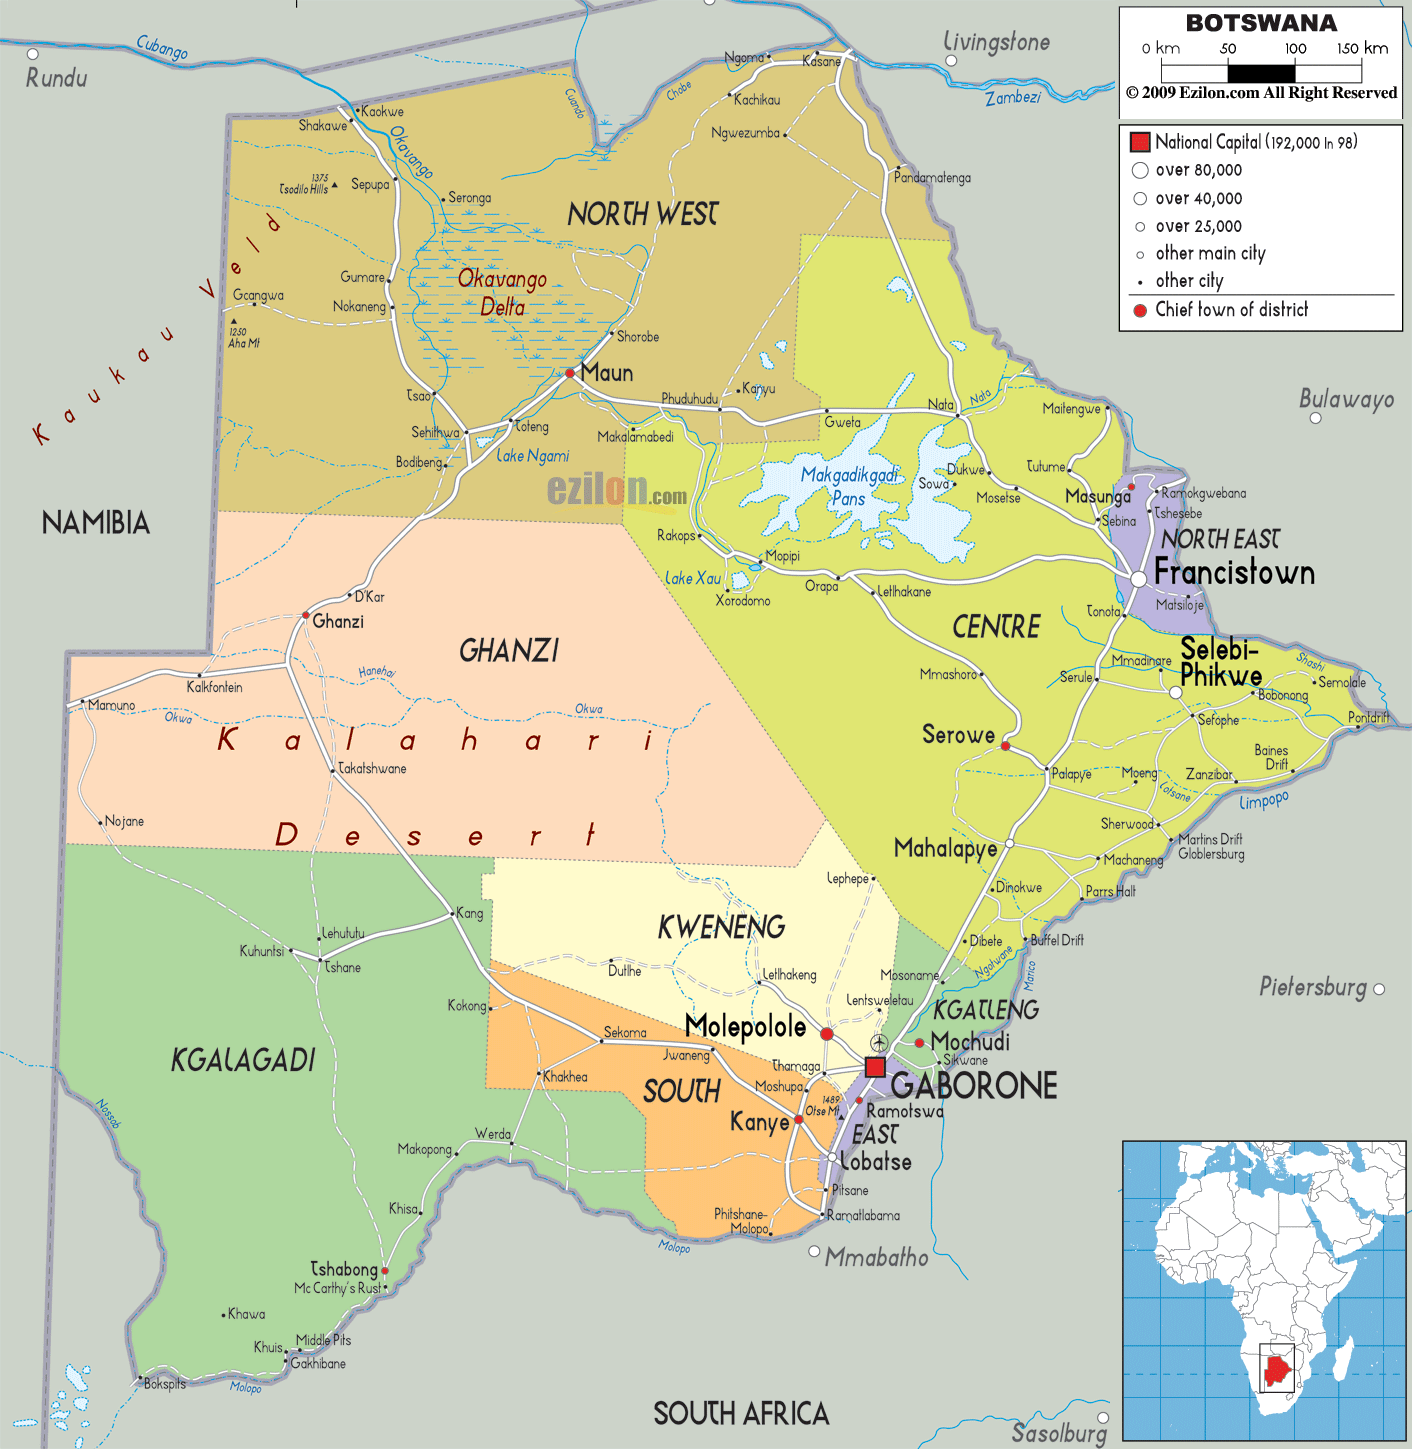 BOTSWANA
0 km 50 100 150 km
© 2009 Ezilon.com All Right Reserved
National Capital (192,000 In 98)
over 80,000
over 40,000
over 25,000
other main city
other city
Chief town of district
Cubango
Rundu
Livingstone
Zambezi
Ngoma
Kasane
Chobe
Cuando
Kachikau
Kaokwe
Shakawe
Okavango
Ngwezumba
Pandamatenga
1375
Tsodilo Hills
Sepupa
Seronga
NORTH WEST
Kaukau Veld
Gumare
Okavango
Delta
Gcangwa
Nokaneng
1250
Aha Mt
Shorobe
Maun
Tsao
Phuduhudu
Kanyu
Nata
Nata
Maitengwe
Bulawayo
Gweta
Sehithwa
Toteng
Makalamabedi
Bodibeng
Lake Ngami
ezilon.com
Makgadikgadi
Pans
Dukwe
Sowa
Mosetse
Tutume
Masunga
Ramokgwebana
Tshesebe
Sebina
NAMIBIA
NORTH EAST
Rakops
Mopipi
Francistown
Lake Xau
Xorodomo
Orapa
Letlhakane
Matsiloje
Tonota
D'Kar
Ghanzi
CENTRE
GHANZI
Selebi-
Phikwe
Mmadinare
Shashi
Hanehai
Mmashoro
Serule
Semolale
Kalkfontein
Bobonong
Mamuno
Okwa
Okwa
Sefophe
Pontdrift
Kalahari
Serowe
Baines
Drift
Takatshwane
Palapye
Moeng
Zanzibar
Lotsane
Limpopo
Nojane
Desert
Sherwood
Mahalapye
Martins Drift
Globlersburg
Machaneng
Lephepe
Dinokwe
Parrs Halt
Kang
KWENENG
Lehututu
Kuhuntsi
Tshane
Dibete
Buffel Drift
Ngotwane
Marico
Dutlhe
Letlhakeng
Mosoname
Pietersburg
Kokong
Lentsweletau
KGATLENG
Sekoma
Molepolole
Mochudi
Jwaneng
Sikwane
KGALAGADI
Thamaga
Khakhea
SOUTH
Moshupa
GABORONE
1489
Otse Mt
Ramotswa
Nossob
Kanye
EAST
Werda
Makopong
Lobatse
Pitsane
Khisa
Phitshane-
Molopo
Ramatlabama
Molopo
Mmabatho
Tshabong
Mc Carthy's Rust
Khawa
Khuis
Middle Pits
Gakhibane
Bokspits
Molopo
SOUTH AFRICA
Sasolburg